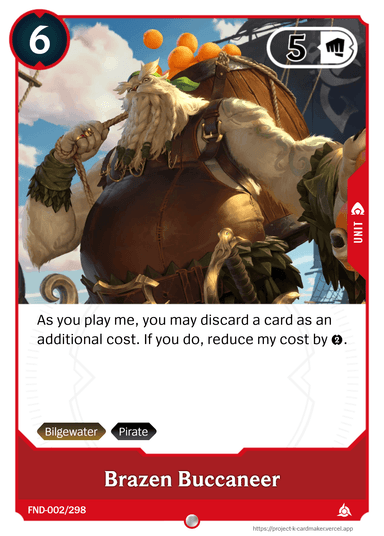 6
5
UNIT
As you play me, you may discard a card as an
additional cost. If you do, reduce my cost by 2.
Bilgewater Pirate
Brazen Buccaneer
FND-002/298
https://project-k-cardmaker.vercel.app